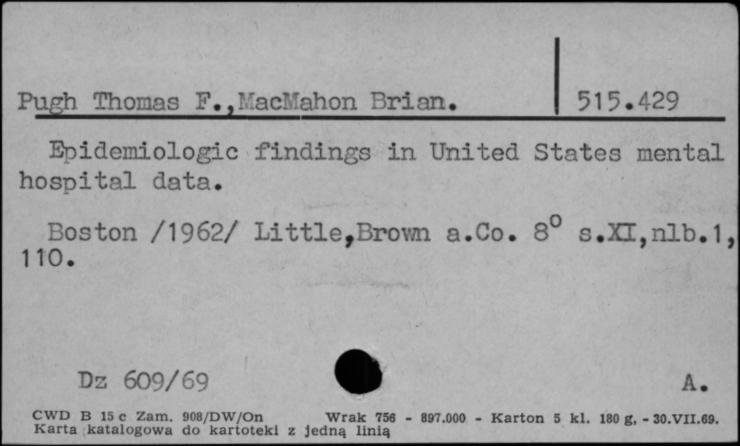 Pugh Thomas F.,MacMahon Brian. 515.429
Epidemiologic findings in United States mental
hospital data.
Boston /1962/ Little,Brown a.Co. 8° s.XI,nlb.1,
110.
Dz 609/69 A.
CWD B 15 c Zam. 908/DW/On Wrak 756 - 897.000 - Karton 5 kl. 180 g, - 30.VII.69.
Karta katalogowa do kartoteki z jedną linią